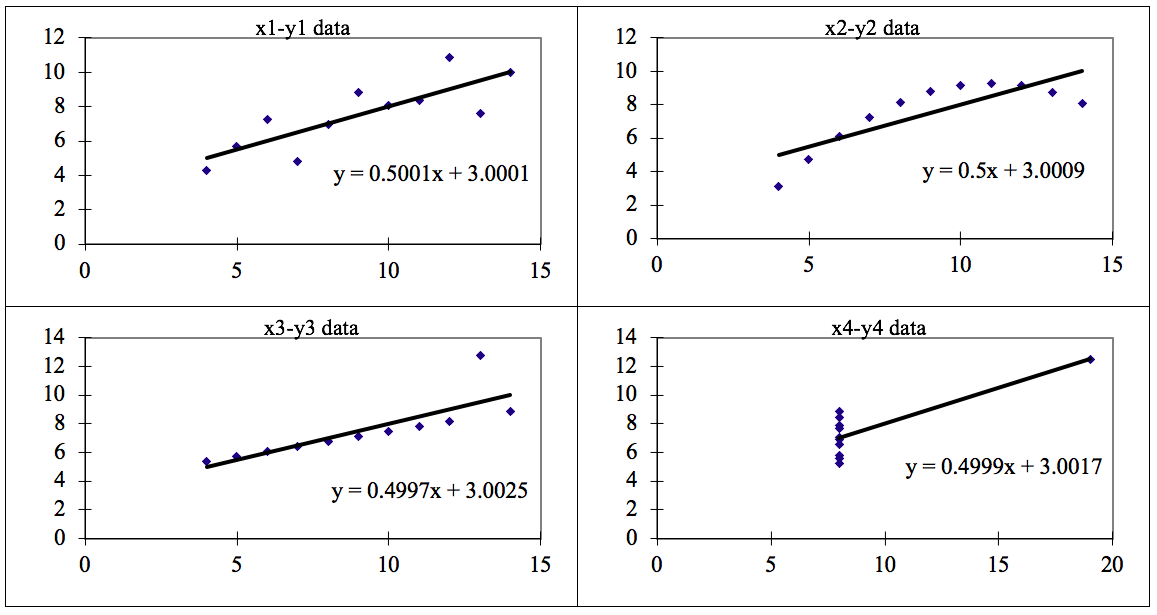 x1-y1 data
12
10
8
6
4
2
0
y = 0.5001x + 3.0001
0 5 10 15
x2-y2 data
12
10
8
6
4
2
0
y = 0.5x + 3.0009
0 5 10 15
x3-y3 data
14
12
10
8
6
4
2
0
y = 0.4997x + 3.0025
0 5 10 15
x4-y4 data
14
12
10
8
6
4
2
0
y = 0.4999x + 3.0017
0 5 10 15 20